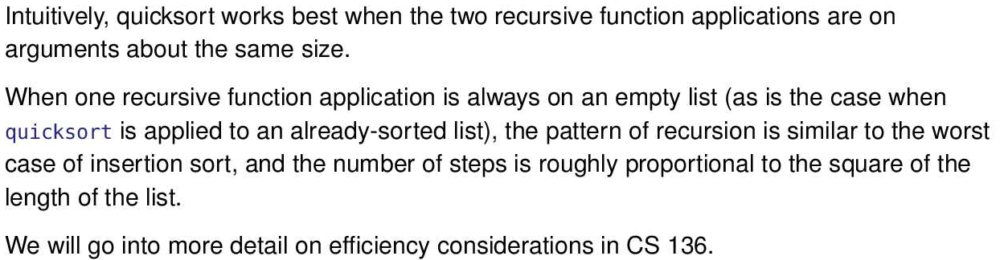 Intuitively, quicksort works best when the two recursive function applications are on
arguments about the same size.
When one recursive function application is always on an empty list (as is the case when
quicksort is applied to an already-sorted list), the pattern of recursion is similar to the worst
case of insertion sort, and the number of steps is roughly proportional to the square of the
length of the list.
We will go into more detail on efficiency considerations in CS 136.